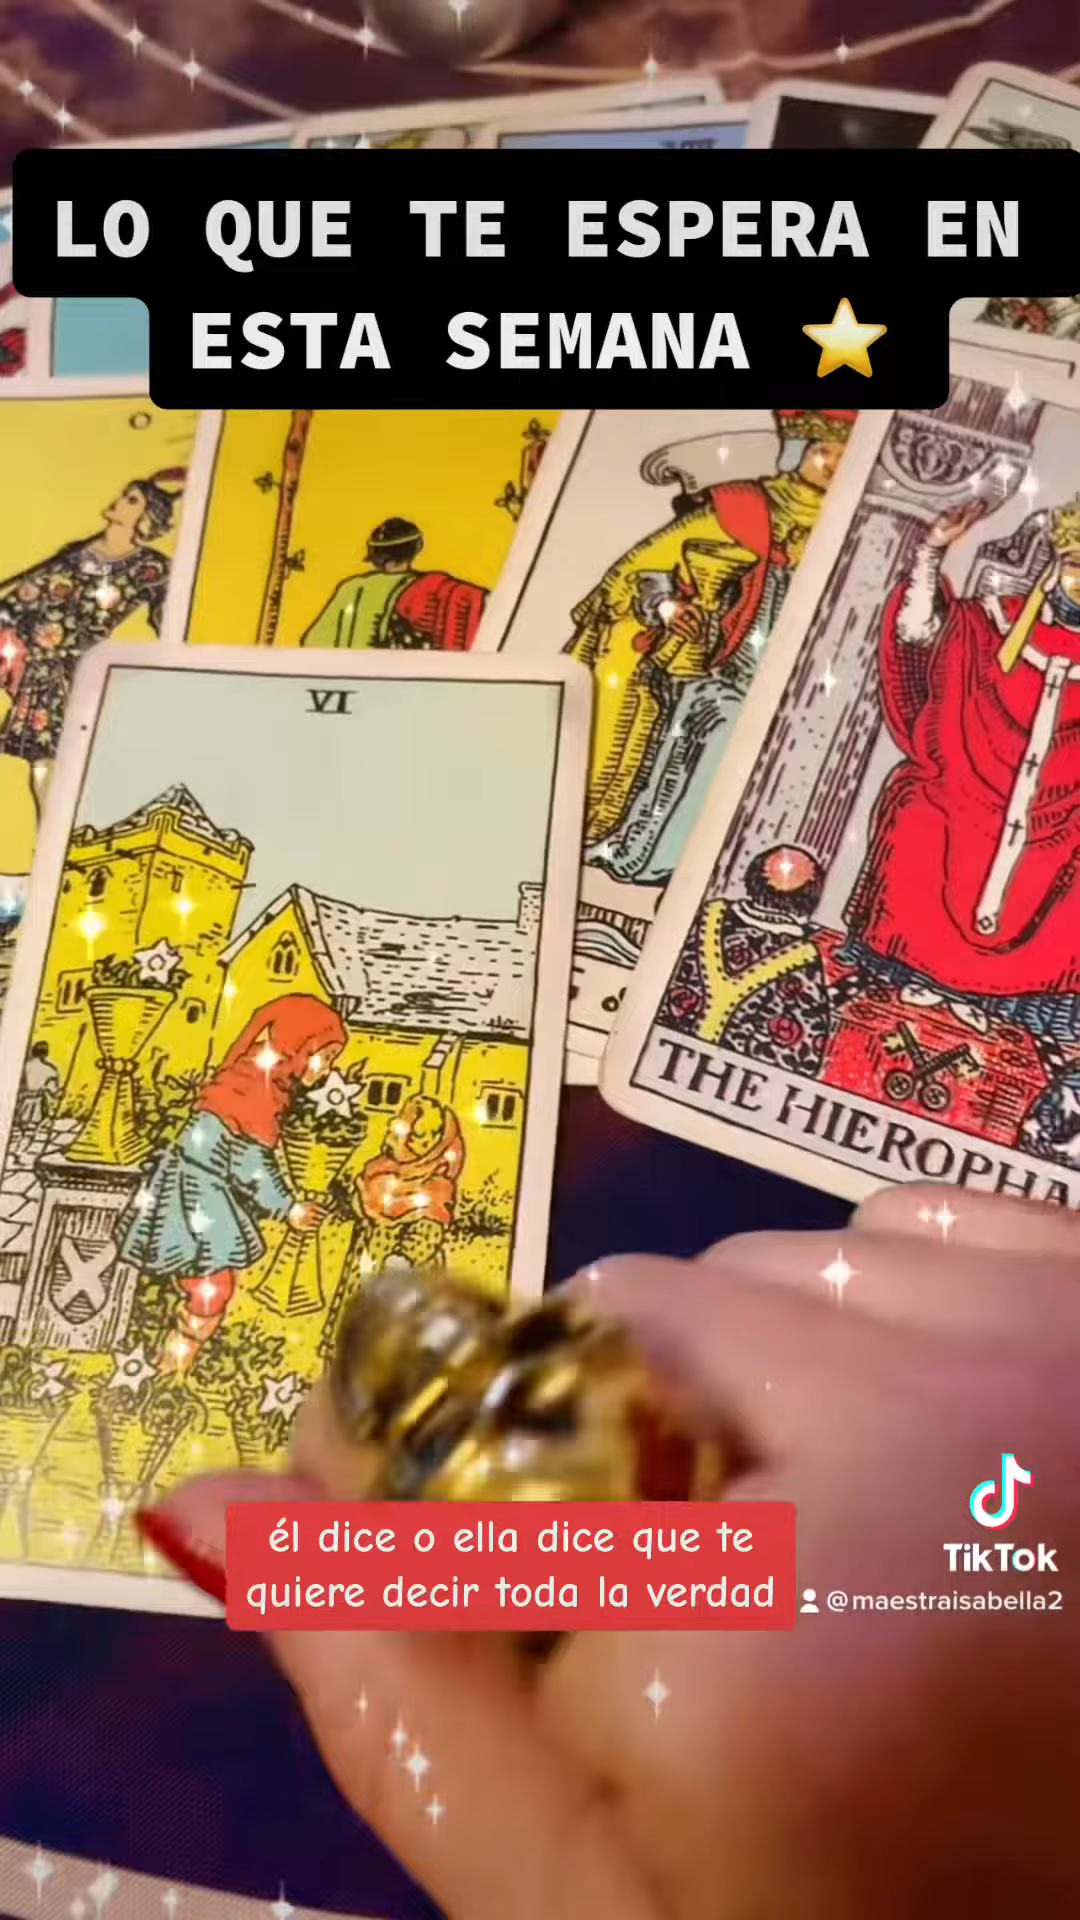 LO QUE TE ESPERA EN
ESTA SEMANA ⭐
VI
THE HIEROPHA
él dice o ella dice que te
quiere decir toda la verdad
TikTok
@maestraisabella2